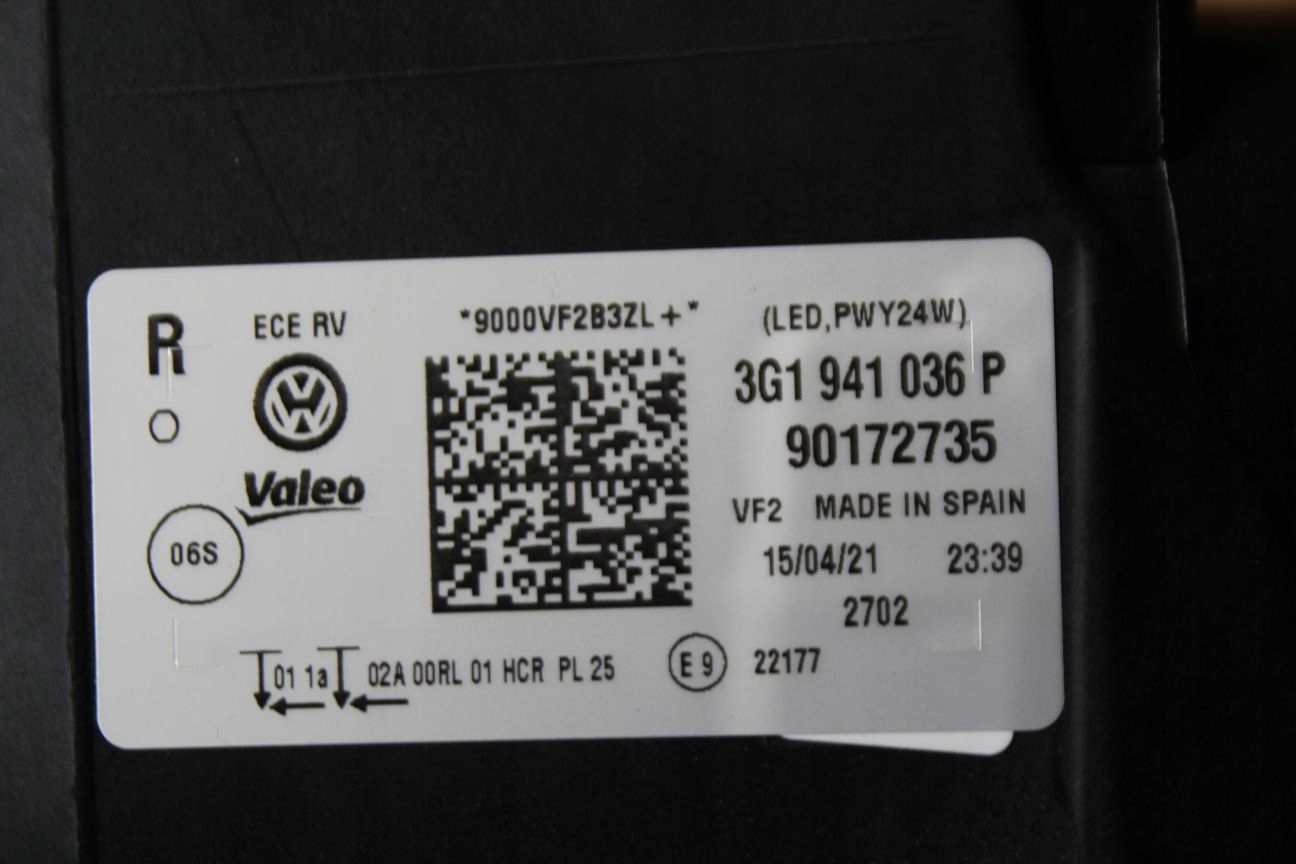 R
ECE RV
*9000VF2B3ZL+*
(LED,PWY24W)
3G1 941 036 P
90172735
Valeo
VF2 MADE IN SPAIN
06S
15/04/21 23:39
2702
01 1a 02A 00RL 01 HCR PL 25
E 9 22177